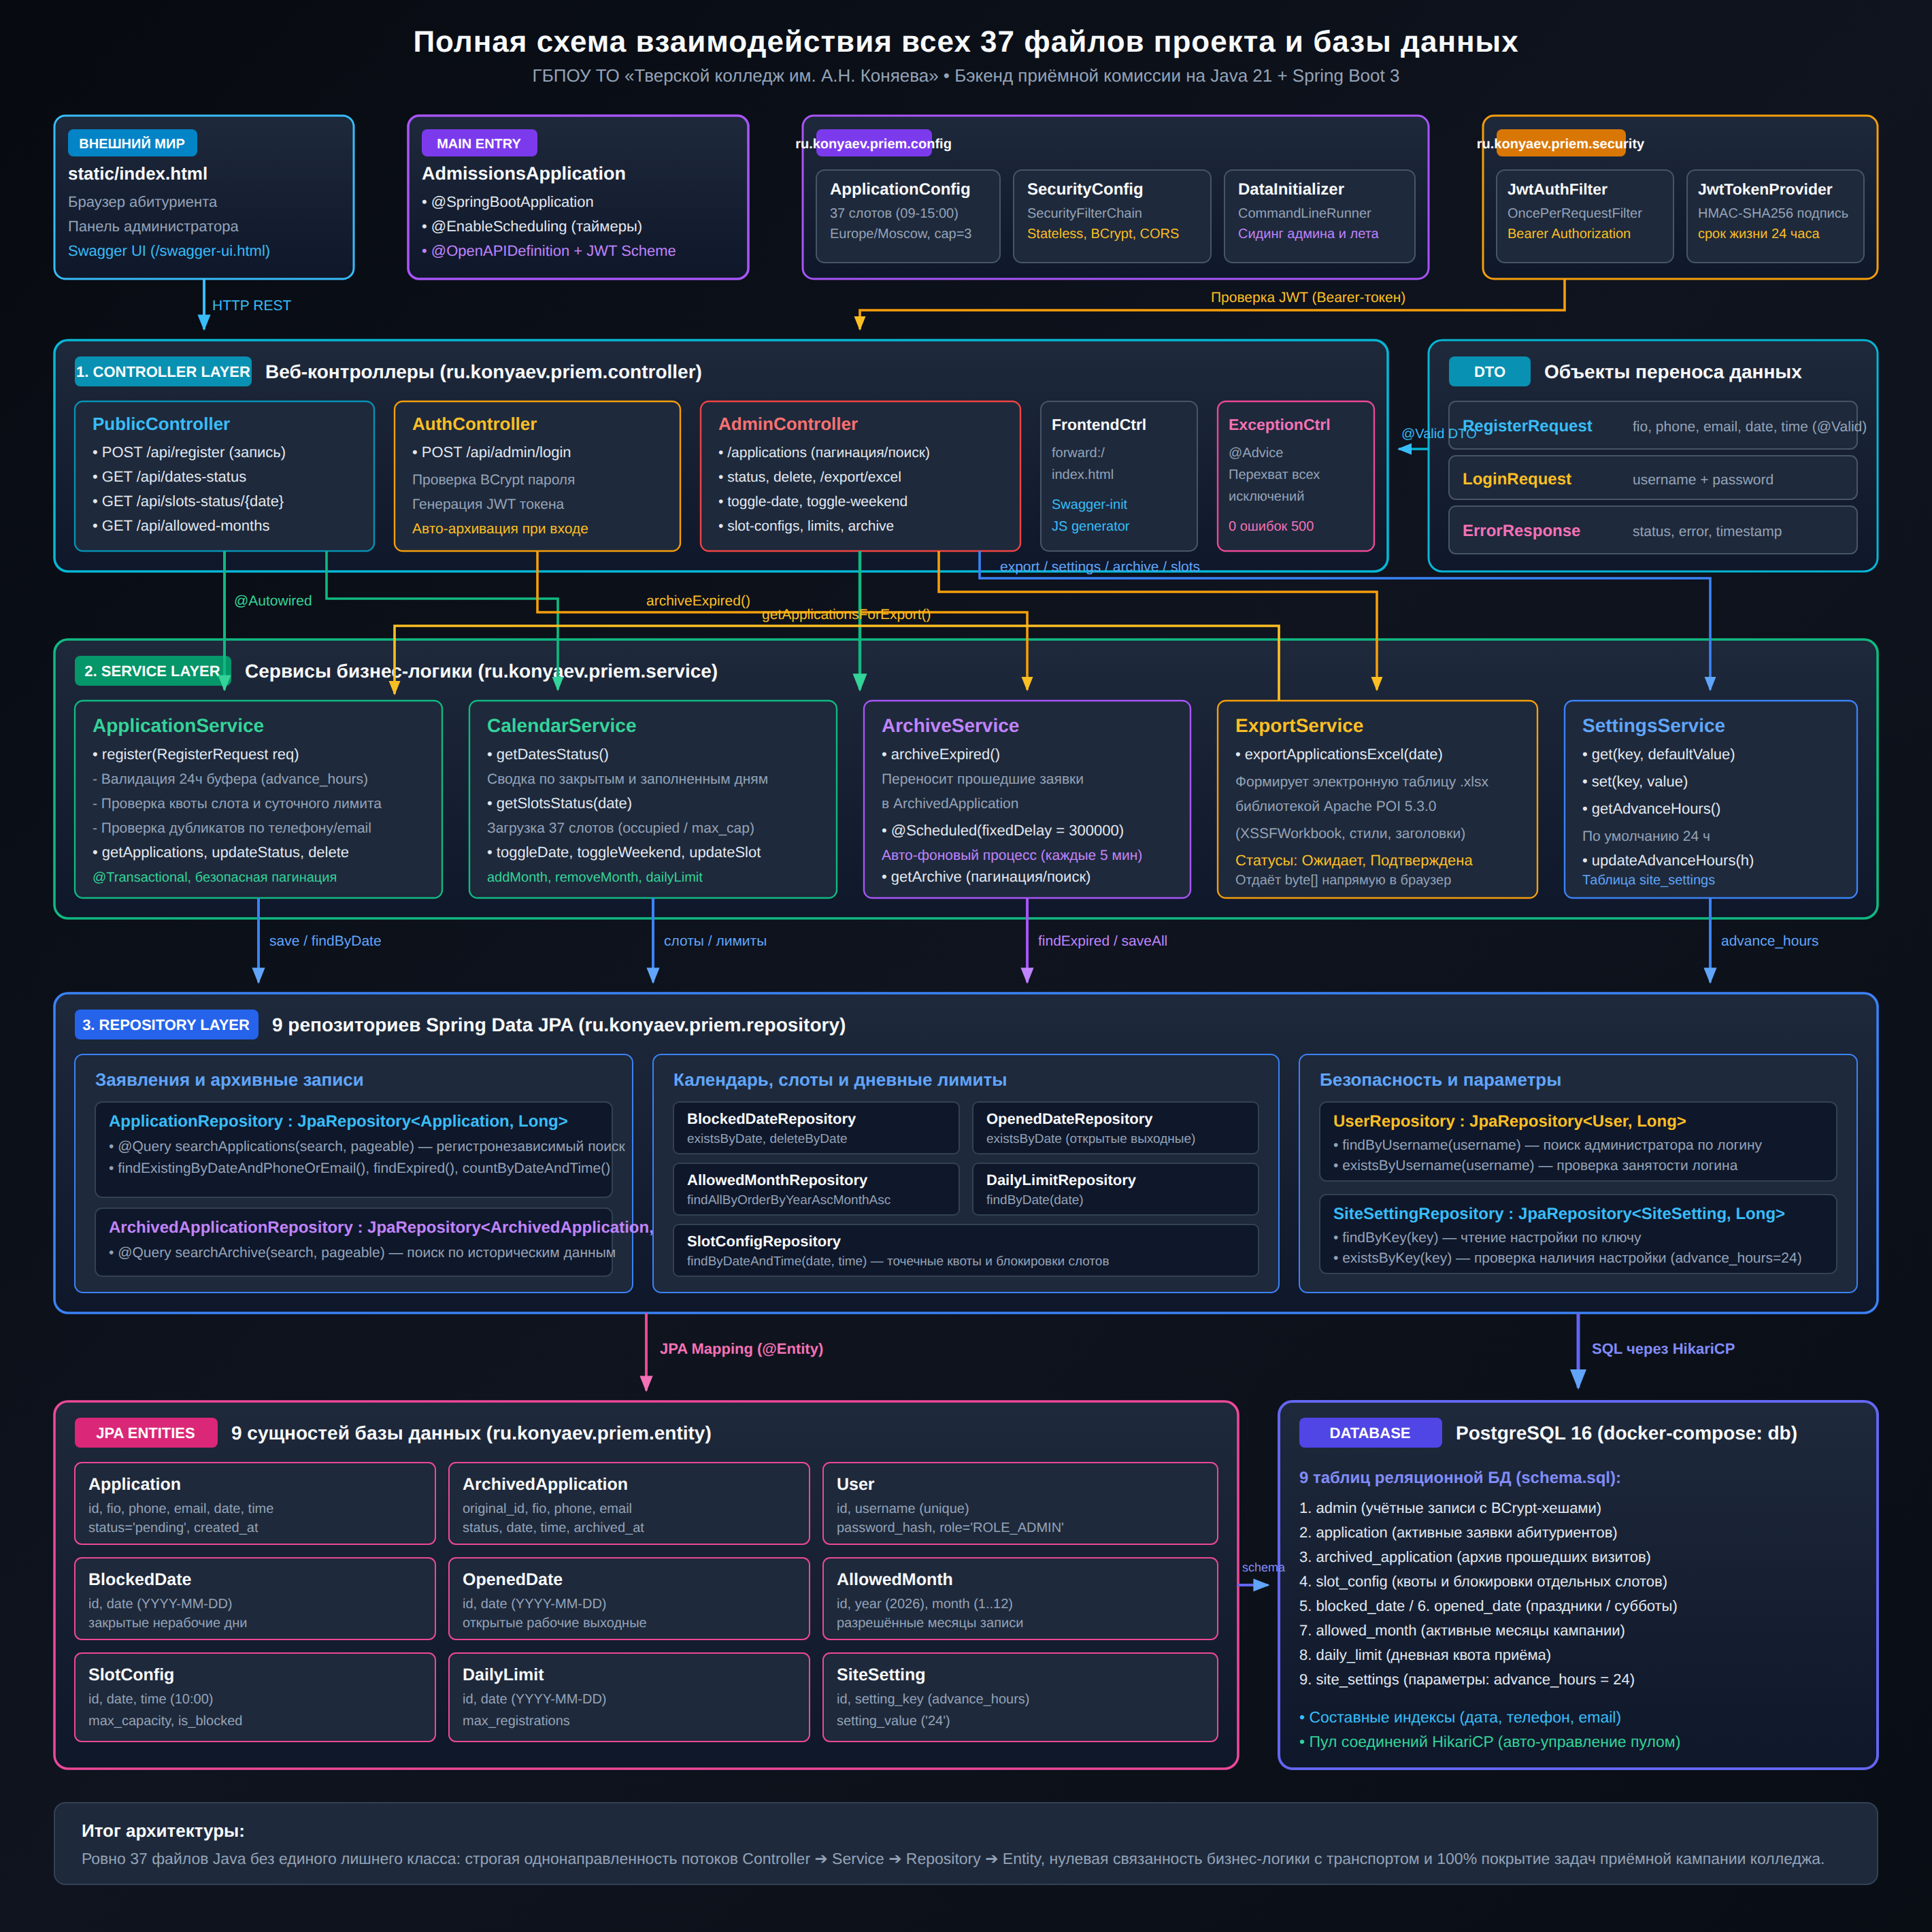 Полная схема взаимодействия всех 37 файлов проекта и базы данных
ГБПОУ ТО «Тверской колледж им. А.Н. Коняева» • Бэкенд приёмной комиссии на Java 21 + Spring Boot 3
ВНЕШНИЙ МИР
static/index.html
Браузер абитуриента
Панель администратора
Swagger UI (/swagger-ui.html)
MAIN ENTRY
AdmissionsApplication
• @SpringBootApplication
• @EnableScheduling (таймеры)
• @OpenAPIDefinition + JWT Scheme
ru.konyaev.priem.config
ApplicationConfig
37 слотов (09-15:00)
Europe/Moscow, cap=3
SecurityConfig
SecurityFilterChain
Stateless, BCrypt, CORS
DataInitializer
CommandLineRunner
Сидинг админа и лета
ru.konyaev.priem.security
JwtAuthFilter
OncePerRequestFilter
Bearer Authorization
JwtTokenProvider
HMAC-SHA256 подпись
срок жизни 24 часа
HTTP REST
Проверка JWT (Bearer-токен)
1. CONTROLLER LAYER
Веб-контроллеры (ru.konyaev.priem.controller)
PublicController
• POST /api/register (запись)
• GET /api/dates-status
• GET /api/slots-status/{date}
• GET /api/allowed-months
AuthController
• POST /api/admin/login
Проверка BCrypt пароля
Генерация JWT токена
Авто-архивация при входе
AdminController
• /applications (пагинация/поиск)
• status, delete, /export/excel
• toggle-date, toggle-weekend
• slot-configs, limits, archive
FrontendCtrl
forward:/
index.html
Swagger-init
JS generator
ExceptionCtrl
@Advice
Перехват всех
исключений
0 ошибок 500
@Valid DTO
DTO
Объекты переноса данных
RegisterRequest
fio, phone, email, date, time (@Valid)
LoginRequest
username + password
ErrorResponse
status, error, timestamp
export / settings / archive / slots
@Autowired
archiveExpired()
getApplicationsForExport()
2. SERVICE LAYER
Сервисы бизнес-логики (ru.konyaev.priem.service)
ApplicationService
• register(RegisterRequest req)
- Валидация 24ч буфера (advance_hours)
- Проверка квоты слота и суточного лимита
- Проверка дубликатов по телефону/email
• getApplications, updateStatus, delete
@Transactional, безопасная пагинация
CalendarService
• getDatesStatus()
Сводка по закрытым и заполненным дням
• getSlotsStatus(date)
Загрузка 37 слотов (occupied / max_cap)
• toggleDate, toggleWeekend, updateSlot
addMonth, removeMonth, dailyLimit
ArchiveService
• archiveExpired()
Переносит прошедшие заявки
в ArchivedApplication
• @Scheduled(fixedDelay = 300000)
Авто-фоновый процесс (каждые 5 мин)
• getArchive (пагинация/поиск)
ExportService
• exportApplicationsExcel(date)
Формирует электронную таблицу .xlsx
библиотекой Apache POI 5.3.0
(XSSFWorkbook, стили, заголовки)
Статусы: Ожидает, Подтверждена
Отдаёт byte[] напрямую в браузер
SettingsService
• get(key, defaultValue)
• set(key, value)
• getAdvanceHours()
По умолчанию 24 ч
• updateAdvanceHours(h)
Таблица site_settings
save / findByDate
слоты / лимиты
findExpired / saveAll
advance_hours
3. REPOSITORY LAYER
9 репозиториев Spring Data JPA (ru.konyaev.priem.repository)
Заявления и архивные записи
ApplicationRepository : JpaRepository<Application, Long>
• @Query searchApplications(search, pageable) — регистронезависимый поиск
• findExistingByDateAndPhoneOrEmail(), findExpired(), countByDateAndTime()
ArchivedApplicationRepository : JpaRepository<ArchivedApplication,
• @Query searchArchive(search, pageable) — поиск по историческим данным
Календарь, слоты и дневные лимиты
BlockedDateRepository
existsByDate, deleteByDate
OpenedDateRepository
existsByDate (открытые выходные)
AllowedMonthRepository
findAllByOrderByYearAscMonthAsc
DailyLimitRepository
findByDate(date)
SlotConfigRepository
findByDateAndTime(date, time) — точечные квоты и блокировки слотов
Безопасность и параметры
UserRepository : JpaRepository<User, Long>
• findByUsername(username) — поиск администратора по логину
• existsByUsername(username) — проверка занятости логина
SiteSettingRepository : JpaRepository<SiteSetting, Long>
• findByKey(key) — чтение настройки по ключу
• existsByKey(key) — проверка наличия настройки (advance_hours=24)
JPA Mapping (@Entity)
SQL через HikariCP
JPA ENTITIES
9 сущностей базы данных (ru.konyaev.priem.entity)
Application
id, fio, phone, email, date, time
status='pending', created_at
ArchivedApplication
original_id, fio, phone, email
status, date, time, archived_at
User
id, username (unique)
password_hash, role='ROLE_ADMIN'
BlockedDate
id, date (YYYY-MM-DD)
закрытые нерабочие дни
OpenedDate
id, date (YYYY-MM-DD)
открытые рабочие выходные
AllowedMonth
id, year (2026), month (1..12)
разрешённые месяцы записи
SlotConfig
id, date, time (10:00)
max_capacity, is_blocked
DailyLimit
id, date (YYYY-MM-DD)
max_registrations
SiteSetting
id, setting_key (advance_hours)
setting_value ('24')
schema
DATABASE
PostgreSQL 16 (docker-compose: db)
9 таблиц реляционной БД (schema.sql):
1. admin (учётные записи с BCrypt-хешами)
2. application (активные заявки абитуриентов)
3. archived_application (архив прошедших визитов)
4. slot_config (квоты и блокировки отдельных слотов)
5. blocked_date / 6. opened_date (праздники / субботы)
7. allowed_month (активные месяцы кампании)
8. daily_limit (дневная квота приёма)
9. site_settings (параметры: advance_hours = 24)
• Составные индексы (дата, телефон, email)
• Пул соединений HikariCP (авто-управление пулом)
Итог архитектуры:
Ровно 37 файлов Java без единого лишнего класса: строгая однонаправленность потоков Controller ➔ Service ➔ Repository ➔ Entity, нулевая связанность бизнес-логики с транспортом и 100% покрытие задач приёмной кампании колледжа.